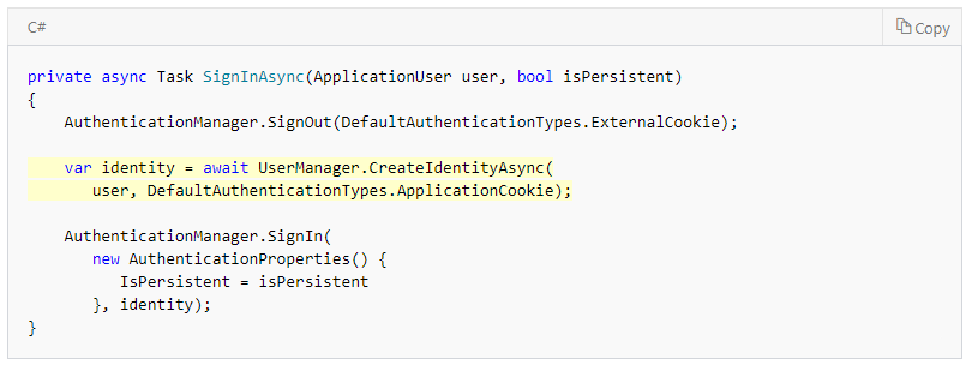 C#
Copy
private async Task SignInAsync(ApplicationUser user, bool isPersistent)
{
    AuthenticationManager.SignOut(DefaultAuthenticationTypes.ExternalCookie);
    var identity = await UserManager.CreateIdentityAsync(
       user, DefaultAuthenticationTypes.ApplicationCookie);
    AuthenticationManager.SignIn(
       new AuthenticationProperties() {
          IsPersistent = isPersistent
       }, identity);
}